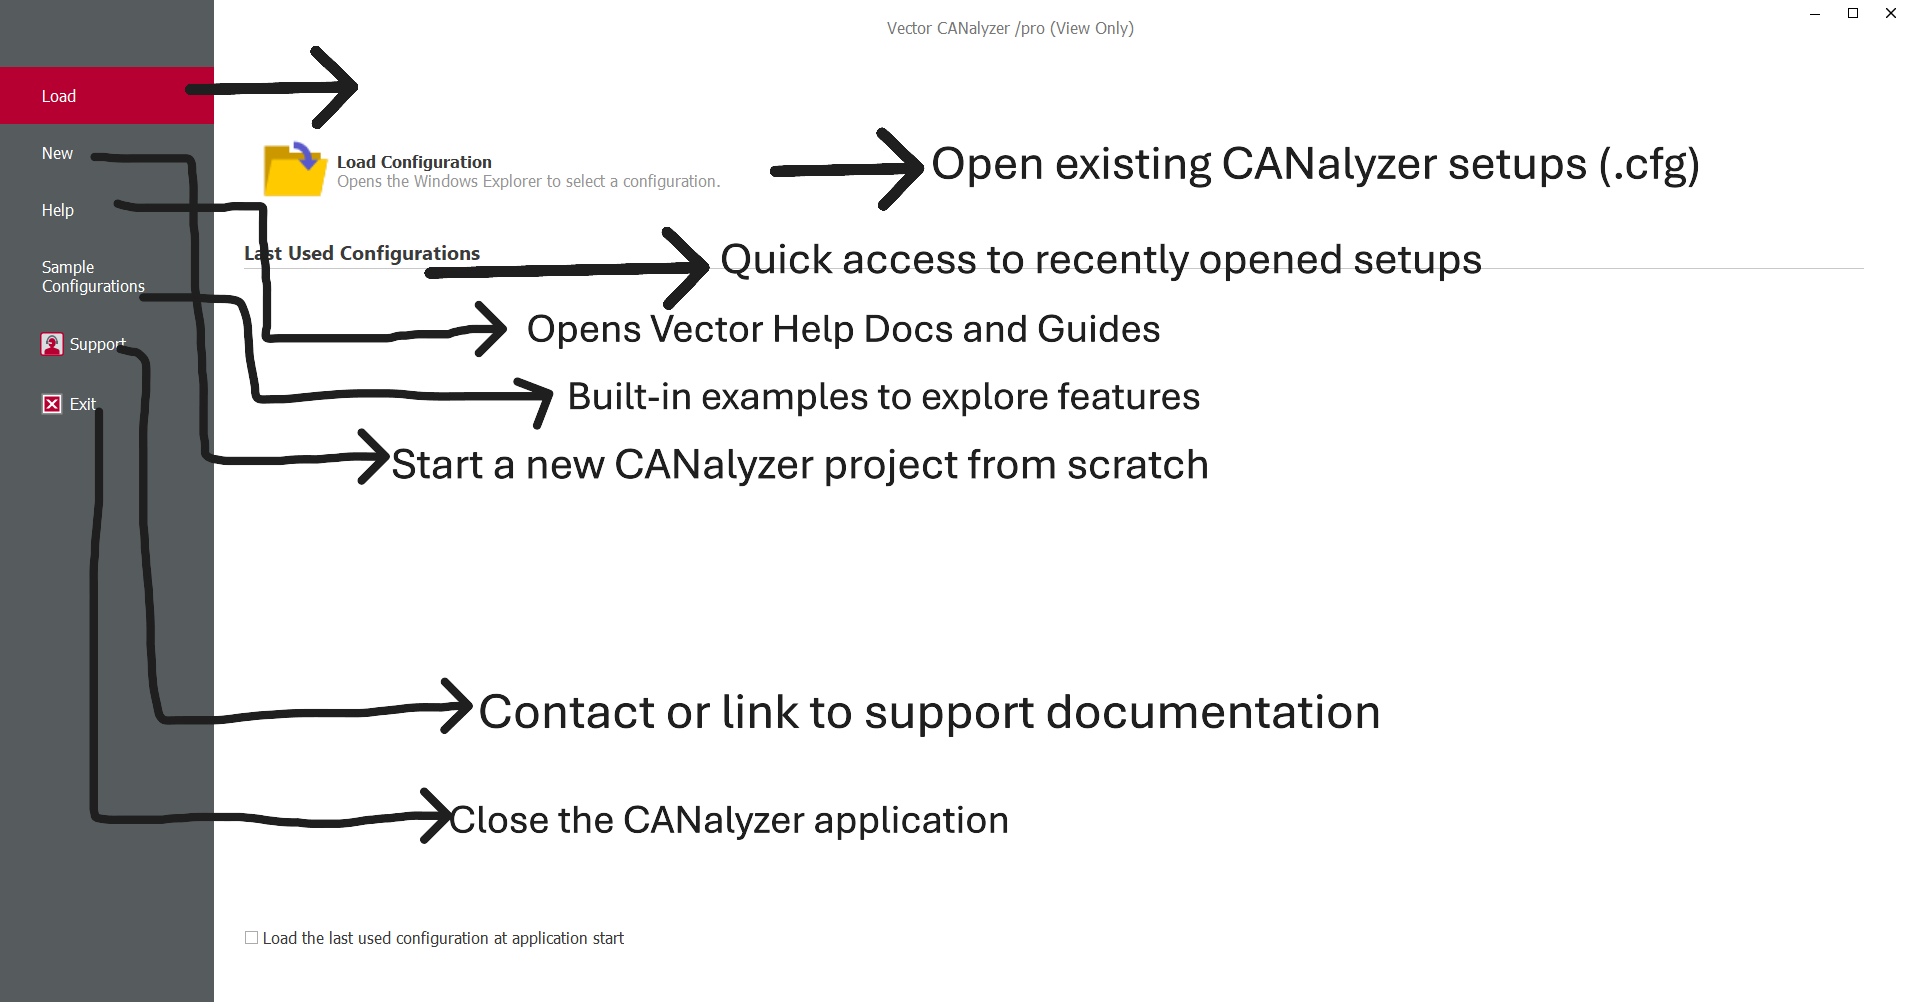 Vector CANalyzer /pro (View Only)
Load
New
Help
Sample
Configurations
Support
Exit
Load Configuration
Opens the Windows Explorer to select a configuration.
Open existing CANalyzer setups (.cfg)
Last Used Configurations
Quick access to recently opened setups
Opens Vector Help Docs and Guides
Built-in examples to explore features
Start a new CANalyzer project from scratch
Contact or link to support documentation
Close the CANalyzer application
Load the last used configuration at application start